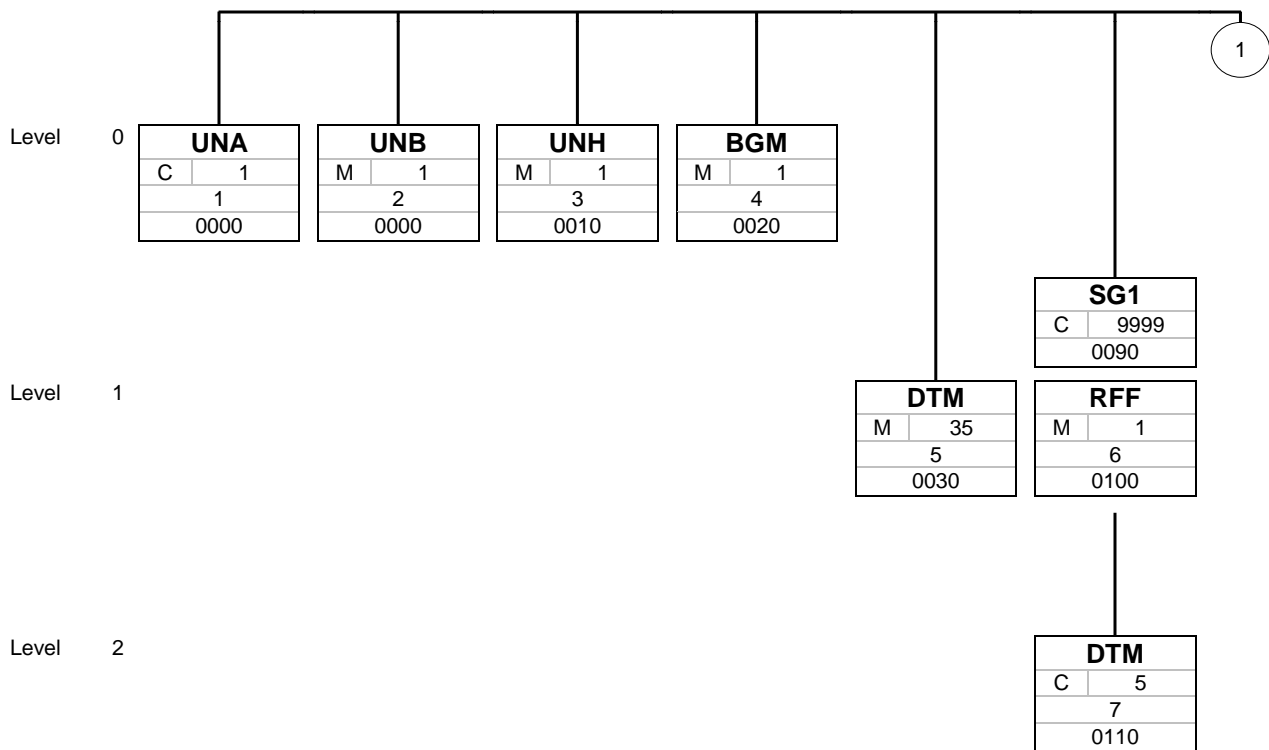 1
Level 0
UNA UNB UNH BGM
C 1 M 1 M 1 M 1
1 2 3 4
0000 0000 0010 0020
SG1
C 9999
0090
Level 1
DTM RFF
M 35 M 1
5 6
0030 0100
Level 2
DTM
C 5
7
0110